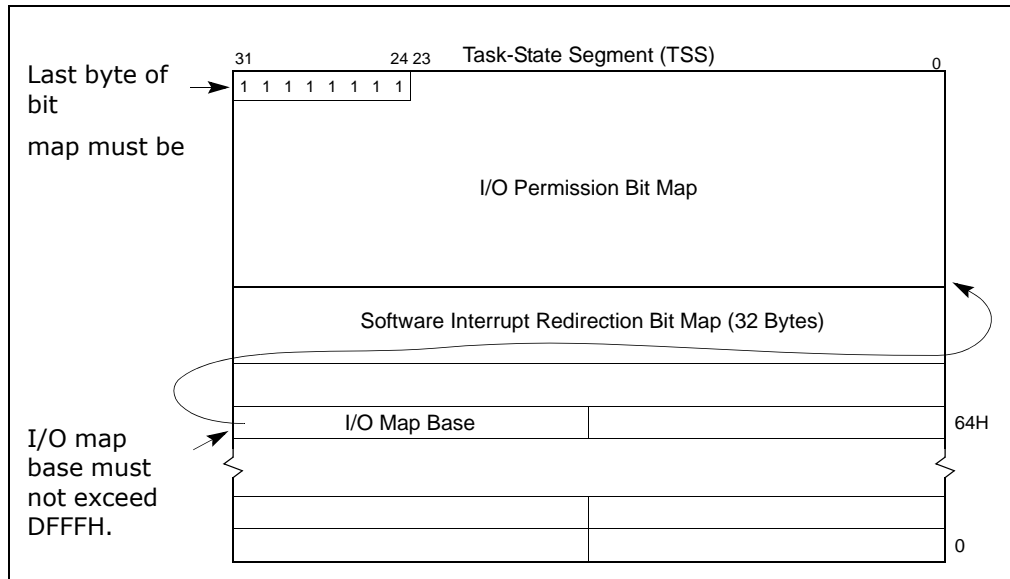 Task-State Segment (TSS)
31
24 23
0
Last byte of
bit
map must be
1 1 1 1 1 1 1 1
I/O Permission Bit Map
Software Interrupt Redirection Bit Map (32 Bytes)
I/O Map Base
64H
I/O map
base must
not exceed
DFFFH.
0